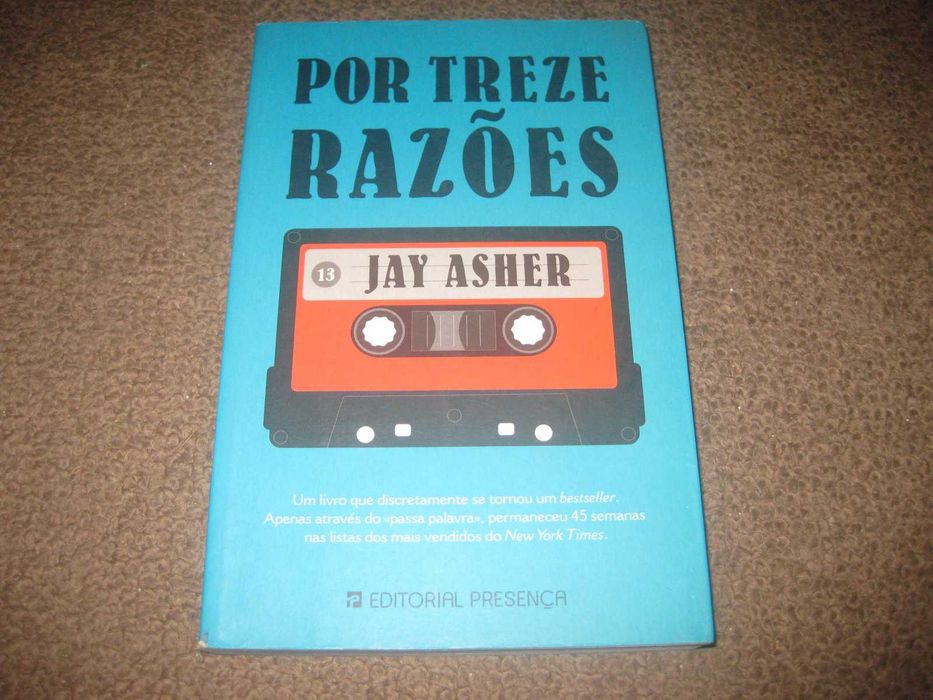 POR TREZE
RAZÕES
13 JAY ASHER
Um livro que discretamente se tornou um bestseller.
Apenas através do «passa palavra», permaneceu 45 semanas
nas listas dos mais vendidos do New York Times.
EDITORIAL PRESENÇA